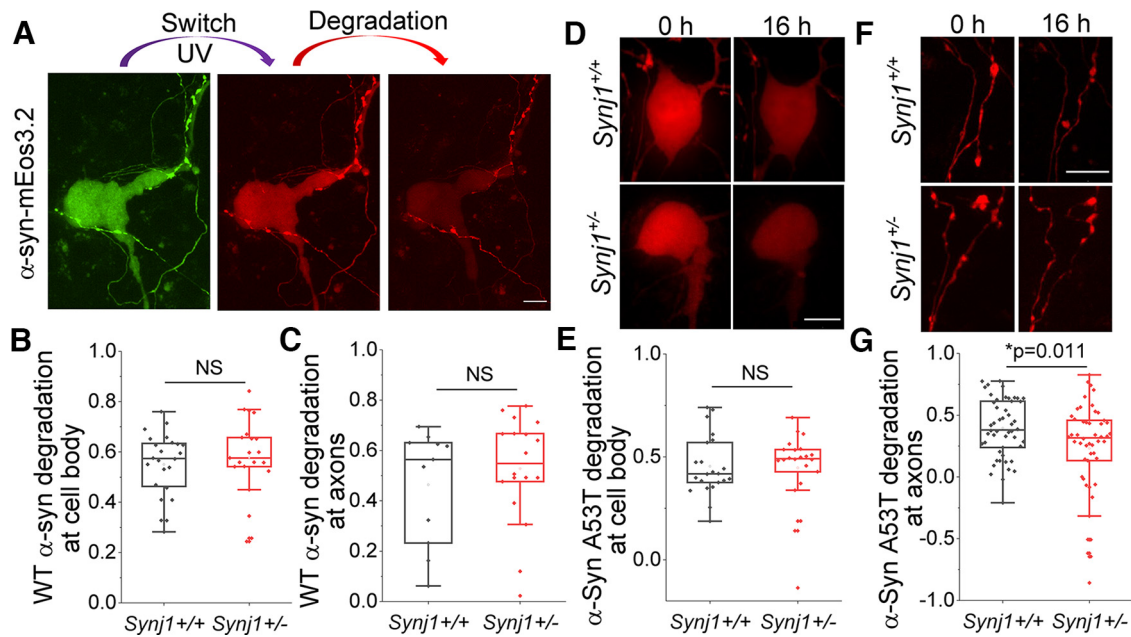 A
Switch
UV
Degradation
α-syn-mEos3.2
D
0 h
16 h
Synj1+/+
Synj1+/-
F
0 h
16 h
Synj1+/+
Synj1+/-
B
WT α-syn degradation
at cell body
1.0
0.8
0.6
0.4
0.2
0.0
NS
Synj1+/+
Synj1+/-
C
WT α-syn degradation
at axons
1.0
0.8
0.6
0.4
0.2
0.0
NS
Synj1+/+
Synj1+/-
E
α-Syn A53T degradation
at cell body
1.0
0.5
0.0
NS
Synj1+/+
Synj1+/-
G
α-Syn A53T degradation
at axons
1.0
0.5
0.0
-0.5
-1.0
*p=0.011
Synj1+/+
Synj1+/-